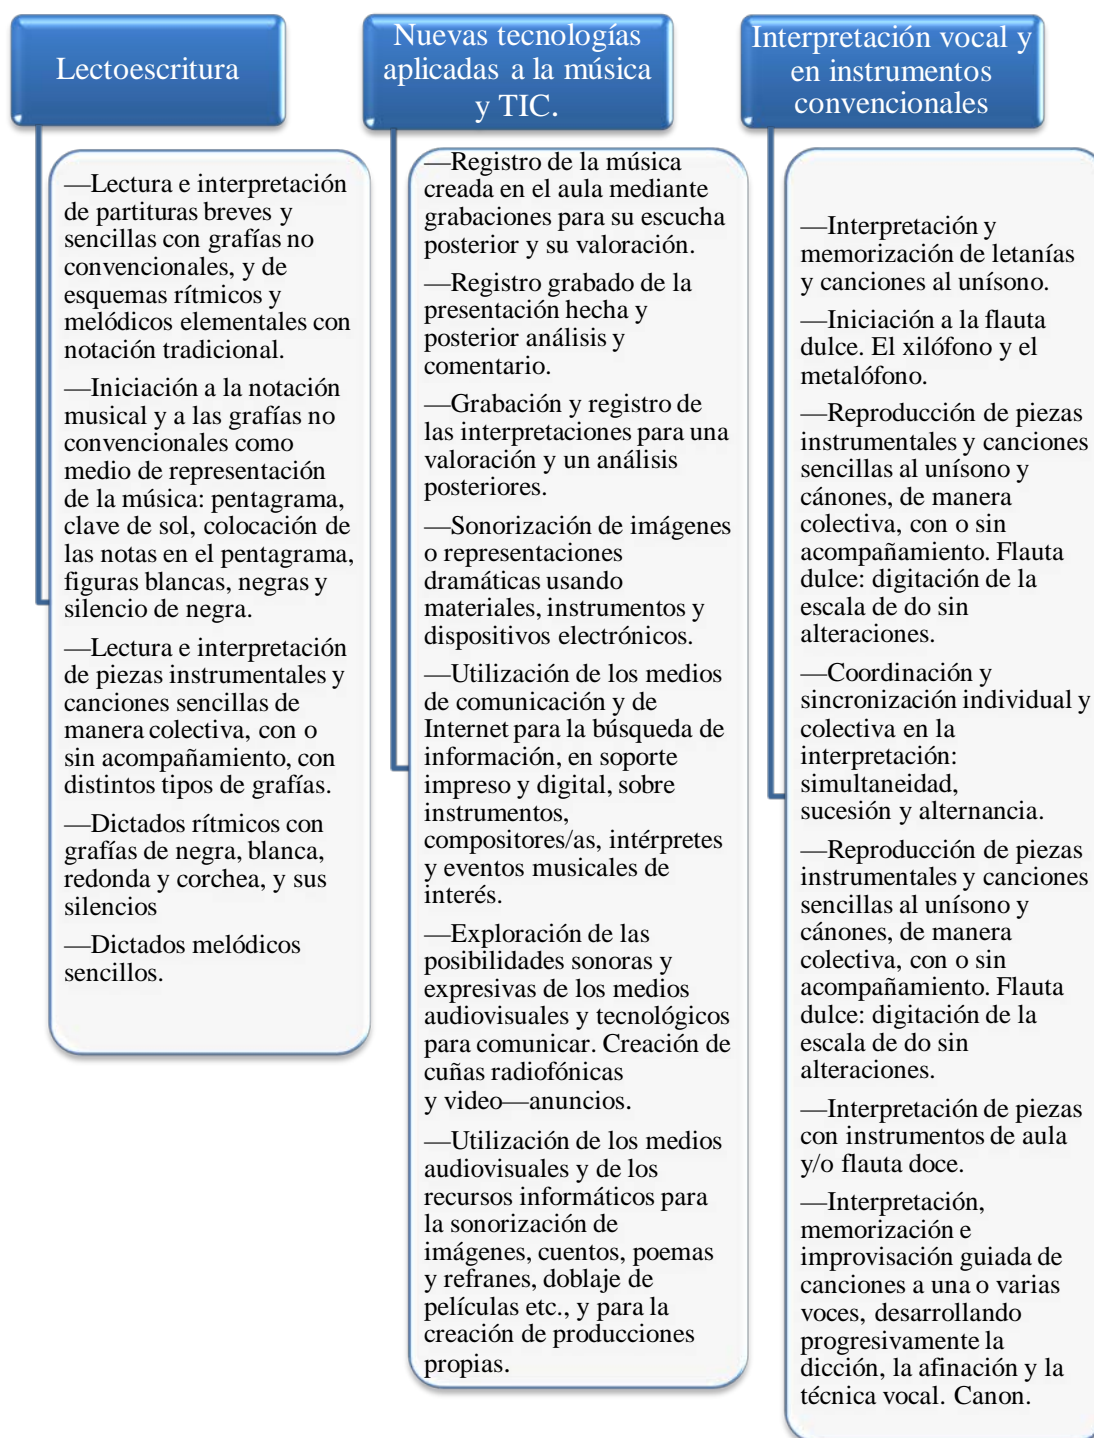 Lectoescritura
—Lectura e interpretación
de partituras breves y
sencillas con grafías no
convencionales, y de
esquemas rítmicos y
melódicos elementales con
notación tradicional.
—Iniciación a la notación
musical y a las grafías no
convencionales como
medio de representación
de la música: pentagrama,
clave de sol, colocación de
las notas en el pentagrama,
figuras blancas, negras y
silencio de negra.
—Lectura e interpretación
de piezas instrumentales y
canciones sencillas de
manera colectiva, con o
sin acompañamiento, con
distintos tipos de grafías.
—Dictados rítmicos con
grafías de negra, blanca,
redonda y corchea, y sus
silencios
—Dictados melódicos
sencillos.
Nuevas tecnologías
aplicadas a la música
y TIC.
—Registro de la música
creada en el aula mediante
grabaciones para su escucha
posterior y su valoración.
—Registro grabado de la
presentación hecha y
posterior análisis y
comentario.
—Grabación y registro de
las interpretaciones para una
valoración y un análisis
posteriores.
—Sonorización de imágenes
o representaciones
dramáticas usando
materiales, instrumentos y
dispositivos electrónicos.
—Utilización de los medios
de comunicación y de
Internet para la búsqueda de
información, en soporte
impreso y digital, sobre
instrumentos,
compositores/as, intérpretes
y eventos musicales de
interés.
—Exploración de las
posibilidades sonoras y
expresivas de los medios
audiovisuales y tecnológicos
para comunicar. Creación de
cuñas radiofónicas
y video—anuncios.
—Utilización de los medios
audiovisuales y de los
recursos informáticos para
la sonorización de
imágenes, cuentos, poemas
y refranes, doblaje de
películas etc., y para la
creación de producciones
propias.
Interpretación vocal y
en instrumentos
convencionales
—Interpretación y
memorización de letanías
y canciones al unísono.
—Iniciación a la flauta
dulce. El xilófono y el
metalófono.
—Reproducción de piezas
instrumentales y canciones
sencillas al unísono y
cánones, de manera
colectiva, con o sin
acompañamiento. Flauta
dulce: digitación de la
escala de do sin
alteraciones.
—Coordinación y
sincronización individual y
colectiva en la
interpretación:
simultaneidad,
sucesión y alternancia.
—Reproducción de piezas
instrumentales y canciones
sencillas al unísono y
cánones, de manera
colectiva, con o sin
acompañamiento. Flauta
dulce: digitación de la
escala de do sin
alteraciones.
—Interpretación de piezas
con instrumentos de aula
y/o flauta doce.
—Interpretación,
memorización e
improvisación guiada de
canciones a una o varias
voces, desarrollando
progresivamente la
dicción, la afinación y la
técnica vocal. Canon.